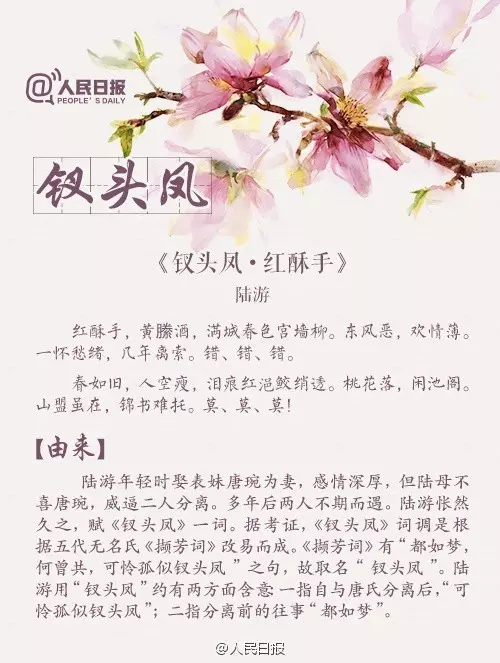 @人民日报
PEOPLE'S DAILY
钗头凤
《钗头凤·红酥手》
陆游
红酥手，黄縢酒，满城春色宫墙柳。东风恶，欢情薄。
一怀愁绪，几年离索。错、错、错。
春如旧，人空瘦，泪痕红浥鲛绡透。桃花落，闲池阁。
山盟虽在，锦书难托。莫、莫、莫！
【由来】
陆游年轻时娶表妹唐琬为妻，感情深厚，但陆母不
喜唐琬，威逼二人分离。多年后两人不期而遇。陆游怅然
久之，赋《钗头凤》一词。据考证，《钗头凤》词调是根
据五代无名氏《撷芳词》改易而成。《撷芳词》有“都如梦，
何曾共，可怜孤似钗头凤”之句，故取名“钗头凤”。陆
游用“钗头凤”约有两方面含意：一指自与唐氏分离后，“可
怜孤似钗头凤”；二指分离前的往事“都如梦”。
@人民日报